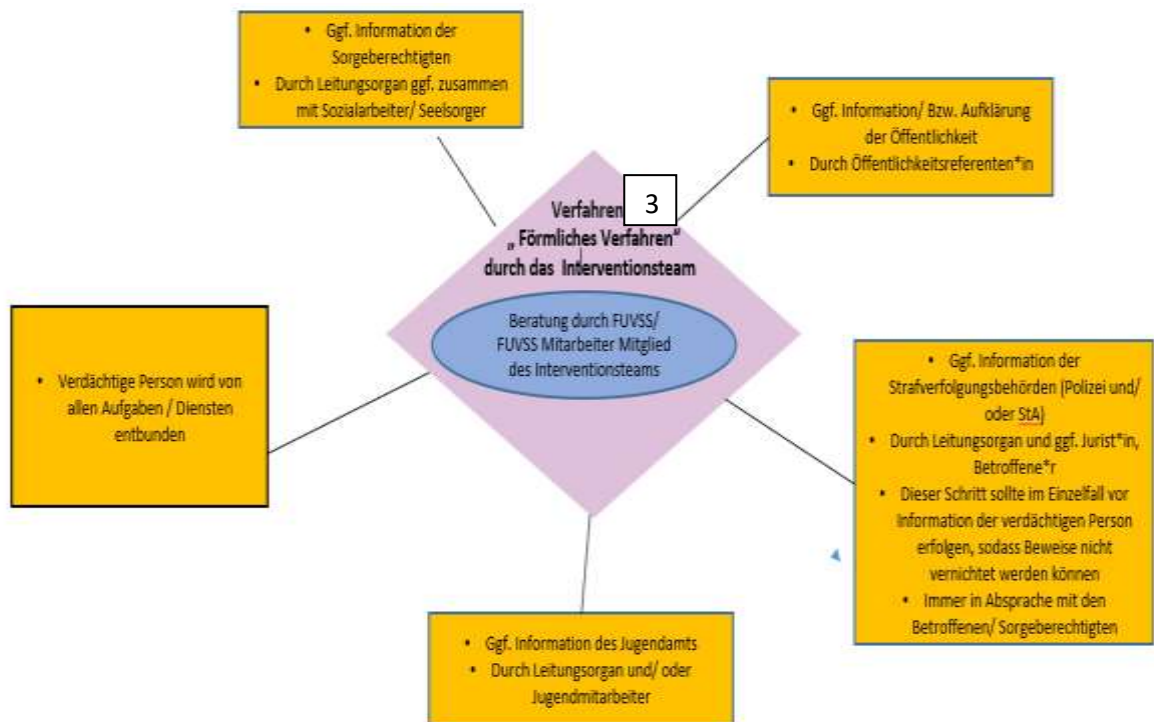 • Ggf. Information der
Sorgeberechtigten
• Durch Leitungsorgan ggf. zusammen
mit Sozialarbeiter/ Seelsorger
• Ggf. Information/ Bzw. Aufklärung
der Öffentlichkeit
• Durch Öffentlichkeitsreferenten*in
Verfahren 3
„ Förmliches Verfahren“
durch das Interventionsteam
Beratung durch FUVSS/
FUVSS Mitarbeiter Mitglied
des Interventionsteams
• Verdächtige Person wird von
allen Aufgaben / Diensten
entbunden
• Ggf. Information der
Strafverfolgungsbehörden (Polizei und/
oder StA)
• Durch Leitungsorgan und ggf. Jurist*in,
Betroffene*r
• Dieser Schritt sollte im Einzelfall vor
Information der verdächtigen Person
erfolgen, sodass Beweise nicht
vernichtet werden können
• Immer in Absprache mit den
Betroffenen/ Sorgeberechtigten
• Ggf. Information des Jugendamts
• Durch Leitungsorgan und/ oder
Jugendmitarbeiter